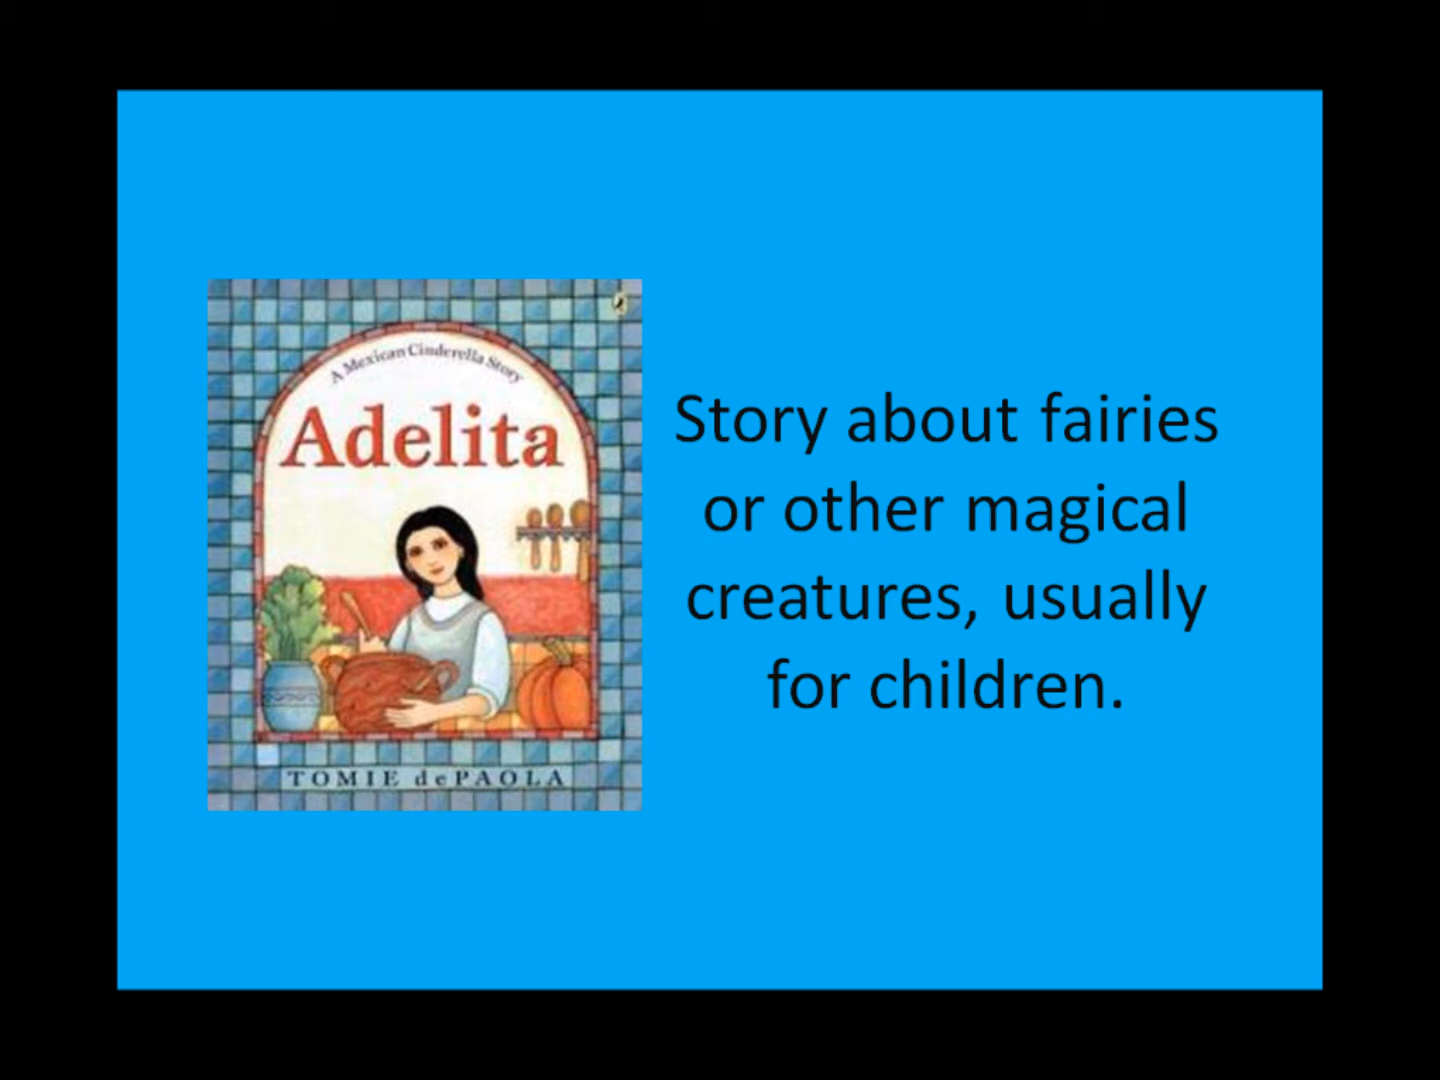 A Mexican Cinderella Story
Adelita
TOMIE dePAOLA
Story about fairies
or other magical
creatures, usually
for children.